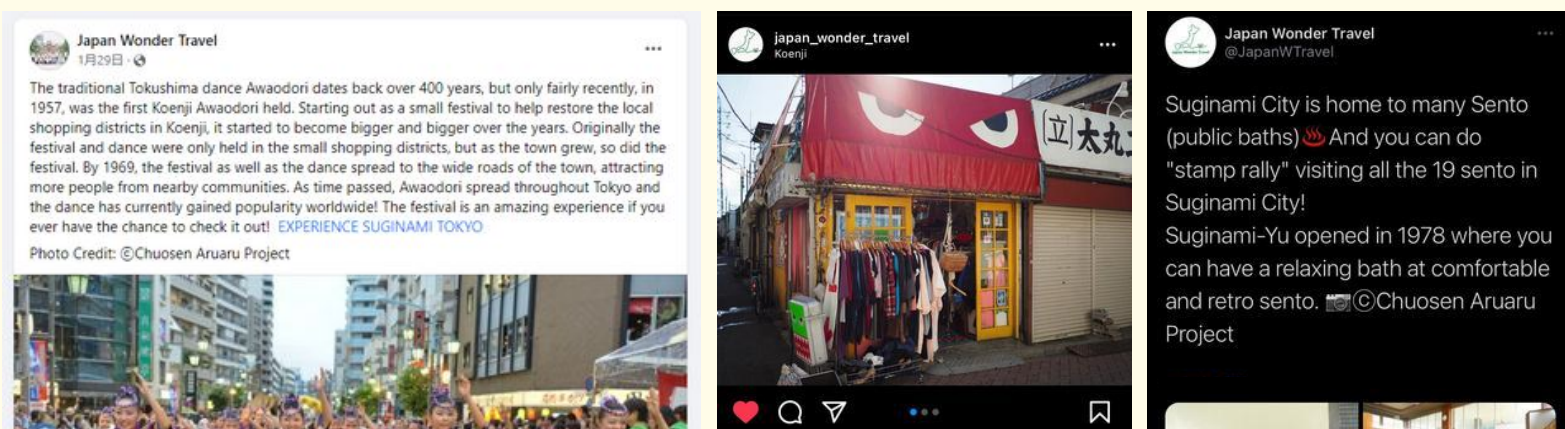 Japan Wonder Travel
1月29日
The traditional Tokushima dance Awaodori dates back over 400 years, but only fairly recently, in
1957, was the first Koenji Awaodori held. Starting out as a small festival to help restore the local
shopping districts in Koenji, it started to become bigger and bigger over the years. Originally the
festival and dance were only held in the small shopping districts, but as the town grew, so did the
festival. By 1969, the festival as well as the dance spread to the wide roads of the town, attracting
more people from nearby communities. As time passed, Awaodori spread throughout Tokyo and
the dance has currently gained popularity worldwide! The festival is an amazing experience if you
ever have the chance to check it out! EXPERIENCE SUGINAMI TOKYO
Photo Credit: ⓒChuosen Aruaru Project
japan_wonder_travel
Koenji
(立)大丸
Japan Wonder Travel
@JapanWTravel
Suginami City is home to many Sento
(public baths)♨️And you can do
"stamp rally" visiting all the 19 sento in
Suginami City!
Suginami-Yu opened in 1978 where you
can have a relaxing bath at comfortable
and retro sento. 📷ⓒChuosen Aruaru
Project